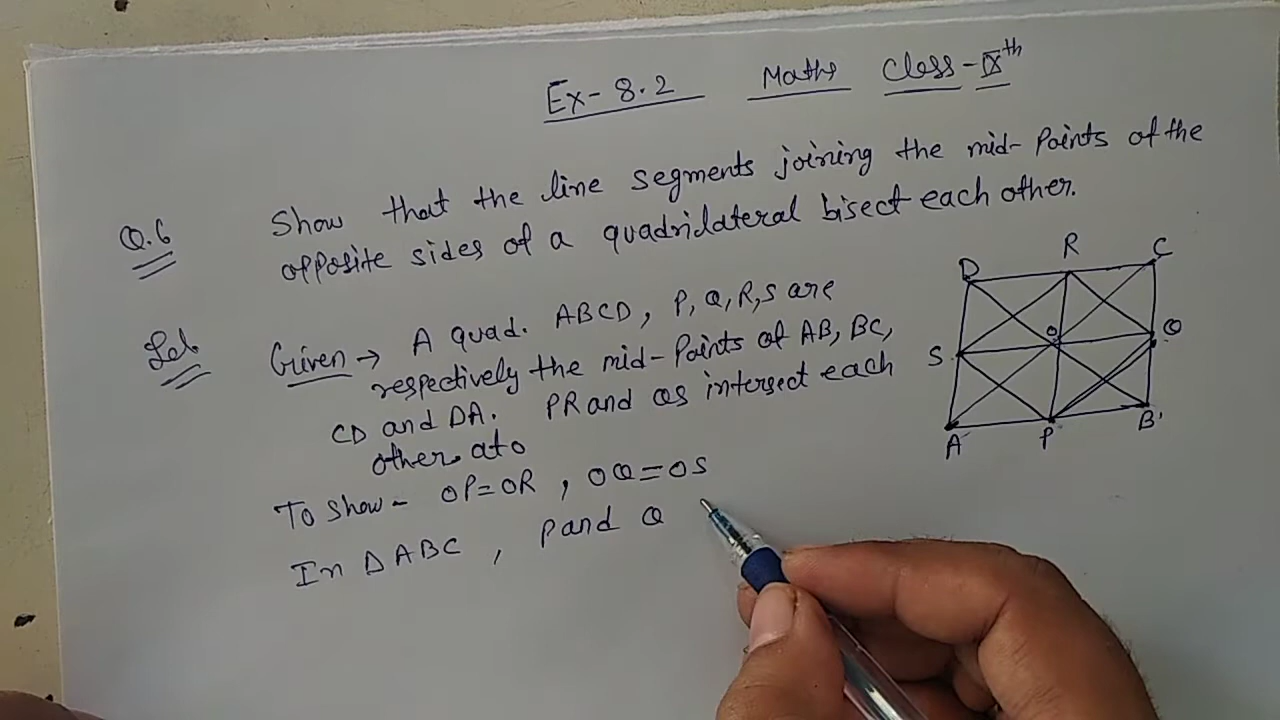 Ex-8.2 Maths Class-IXth
Q.6 Show that the line segments joining the mid-points of the
opposite sides of a quadrilateral bisect each other.
Sol. Given → A quad. ABCD, P, Q, R, S are
respectively the mid-points of AB, BC,
CD and DA. PR and QS intersect each
other at O
To show - OP=OR, OQ=OS
In ΔABC, P and Q
D R C
S O Q
A P B